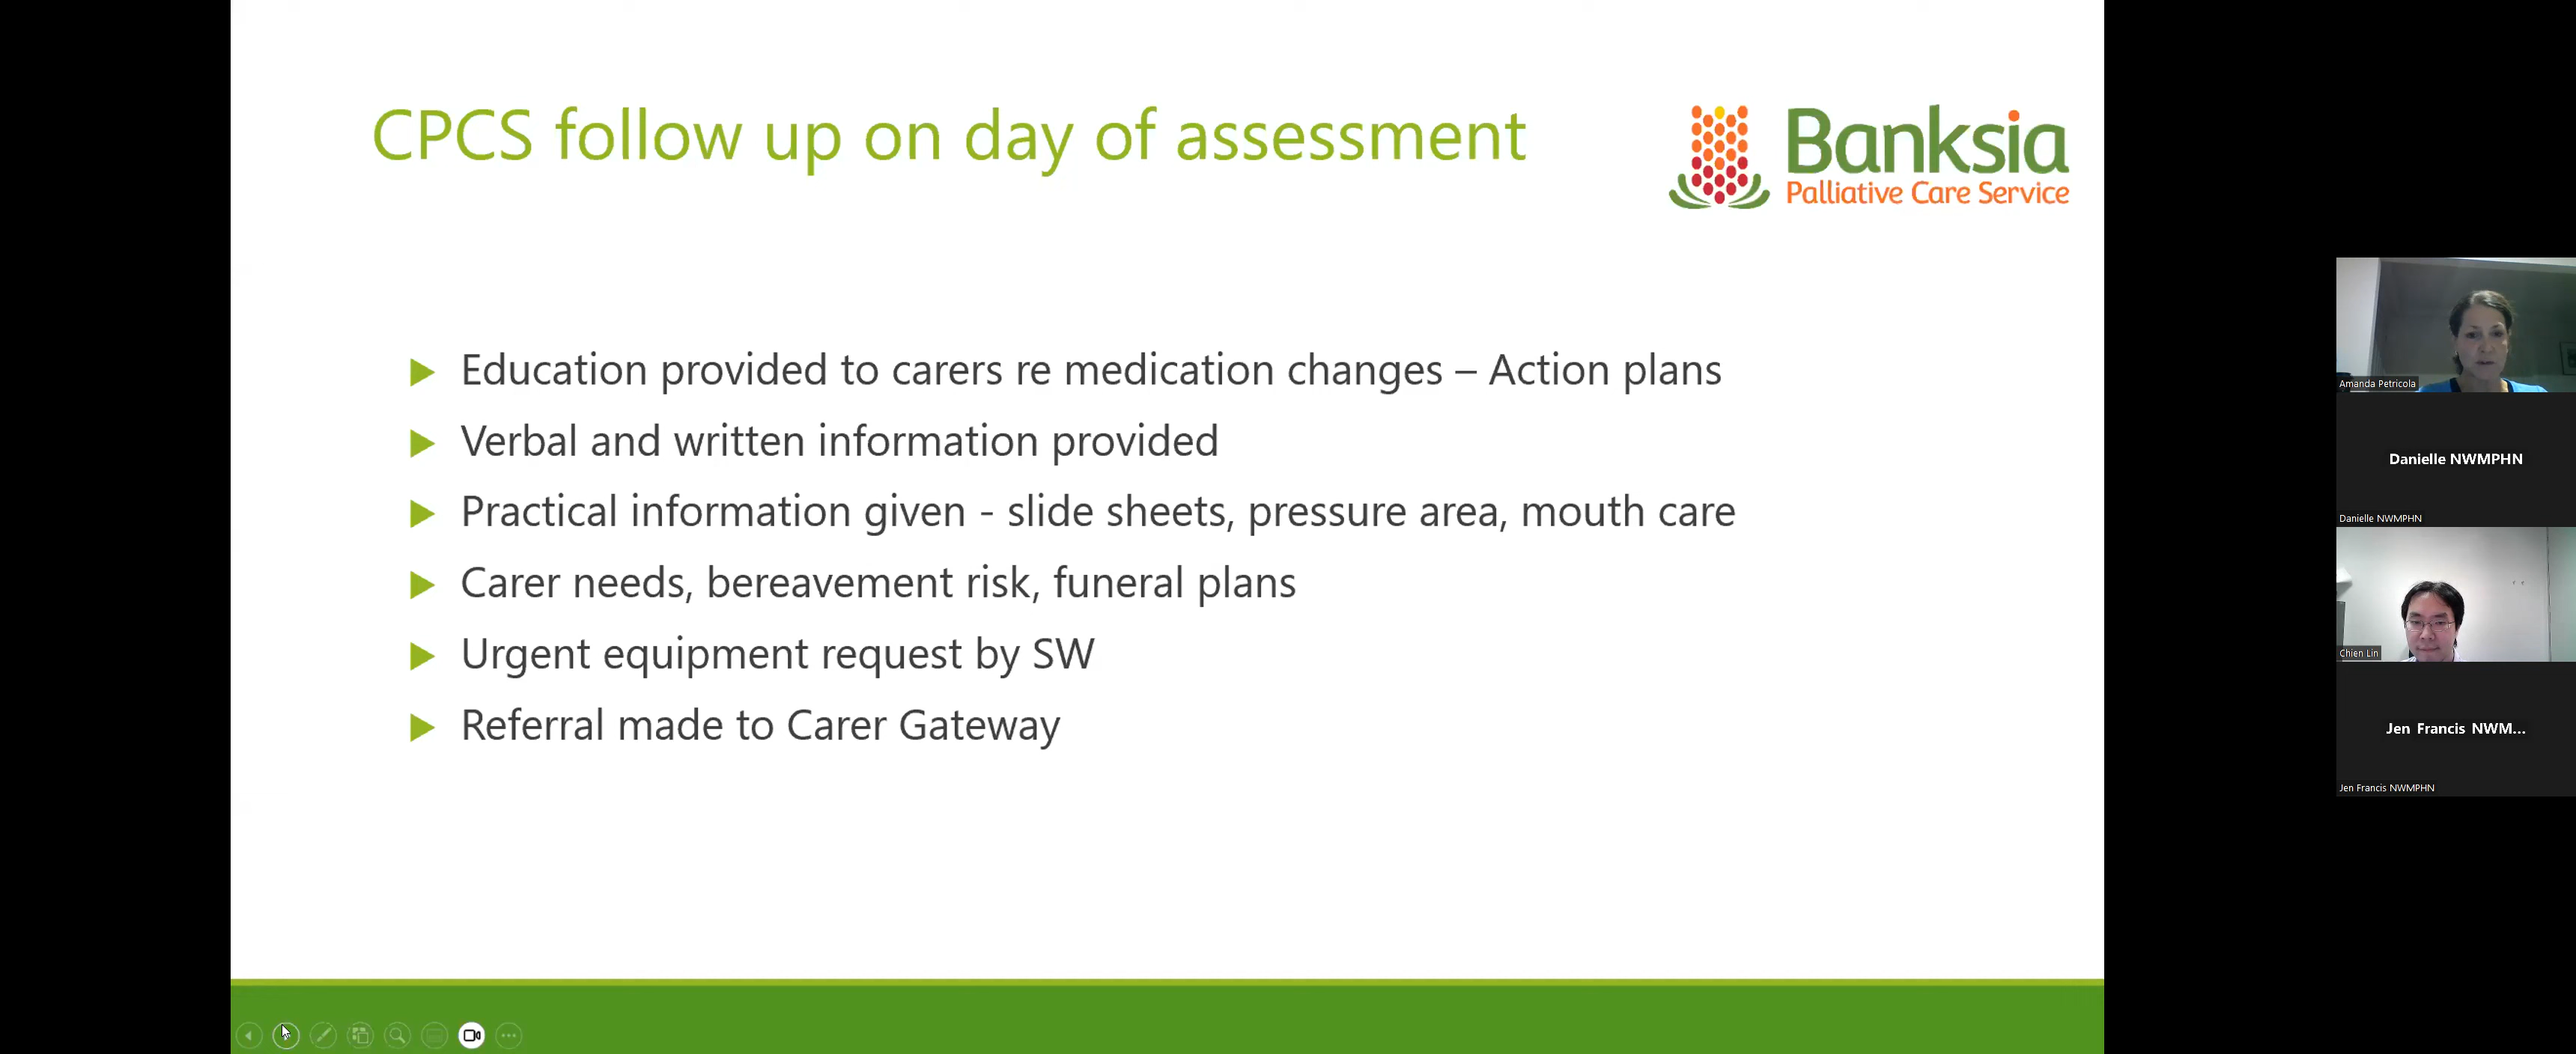 CPCS follow up on day of assessment
Banksia
Palliative Care Service
Education provided to carers re medication changes – Action plans
Verbal and written information provided
Practical information given - slide sheets, pressure area, mouth care
Carer needs, bereavement risk, funeral plans
Urgent equipment request by SW
Referral made to Carer Gateway
Amanda Petricola
Danielle NWMPHN
Danielle NWMPHN
Chien Lin
Jen Francis NWM...
Jen Francis NWMPHN